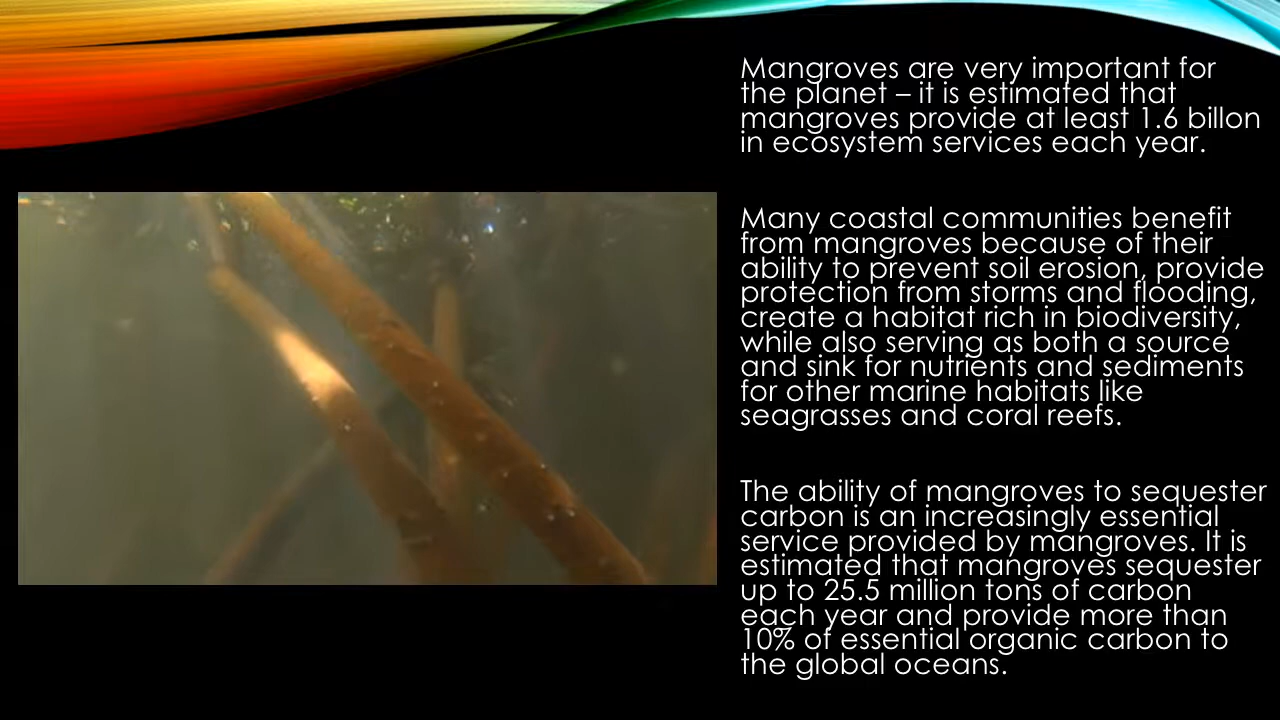 Mangroves are very important for
the planet – it is estimated that
mangroves provide at least 1.6 billon
in ecosystem services each year.
Many coastal communities benefit
from mangroves because of their
ability to prevent soil erosion, provide
protection from storms and flooding,
create a habitat rich in biodiversity,
while also serving as both a source
and sink for nutrients and sediments
for other marine habitats like
seagrasses and coral reefs.
The ability of mangroves to sequester
carbon is an increasingly essential
service provided by mangroves. It is
estimated that mangroves sequester
up to 25.5 million tons of carbon
each year and provide more than
10% of essential organic carbon to
the global oceans.